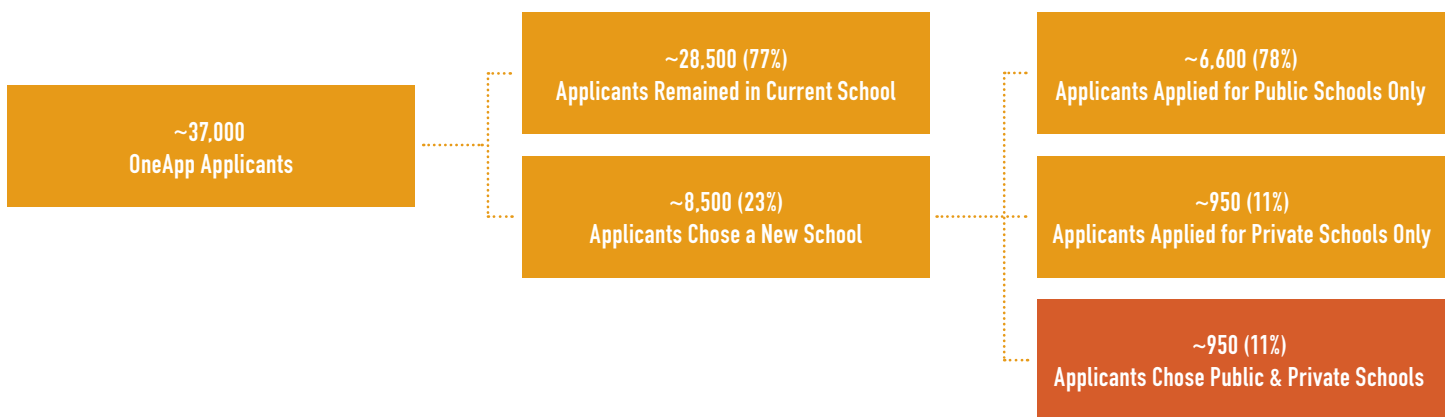 ~37,000
OneApp Applicants
~28,500 (77%)
Applicants Remained in Current School
~8,500 (23%)
Applicants Chose a New School
~6,600 (78%)
Applicants Applied for Public Schools Only
~950 (11%)
Applicants Applied for Private Schools Only
~950 (11%)
Applicants Chose Public & Private Schools